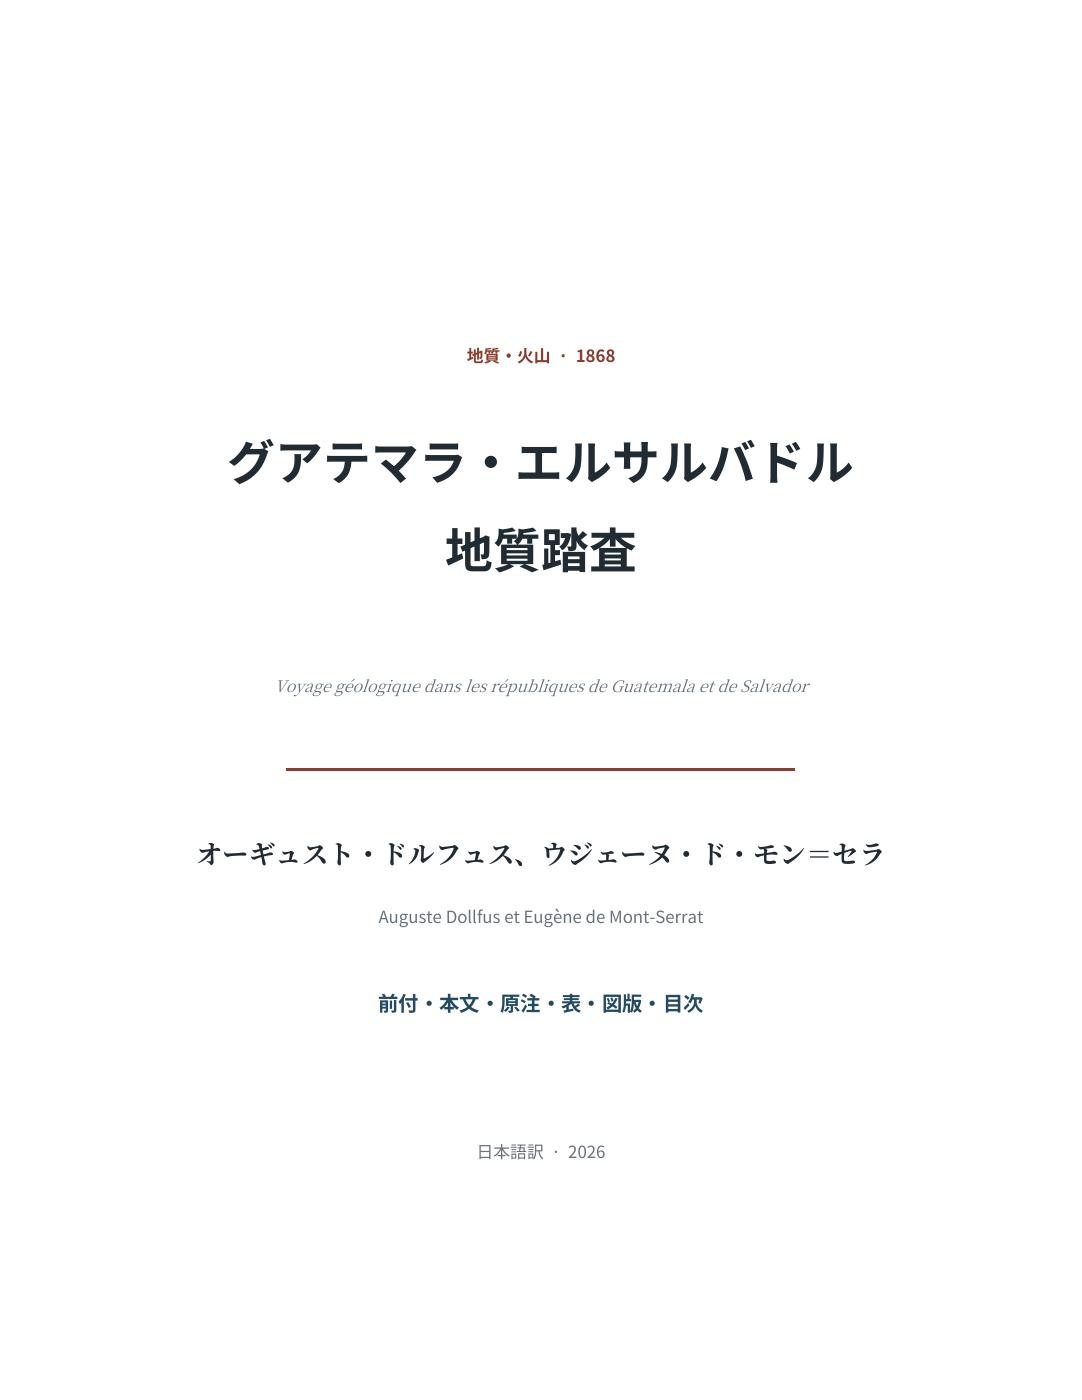 地質・火山 · 1868
グアテマラ・エルサルバドル
地質踏査
Voyage géologique dans les républiques de Guatemala et de Salvador
オーギュスト・ドルフュス、ウジェーヌ・ド・モン＝セラ
Auguste Dollfus et Eugène de Mont-Serrat
前付・本文・原注・表・図版・目次
日本語訳 · 2026